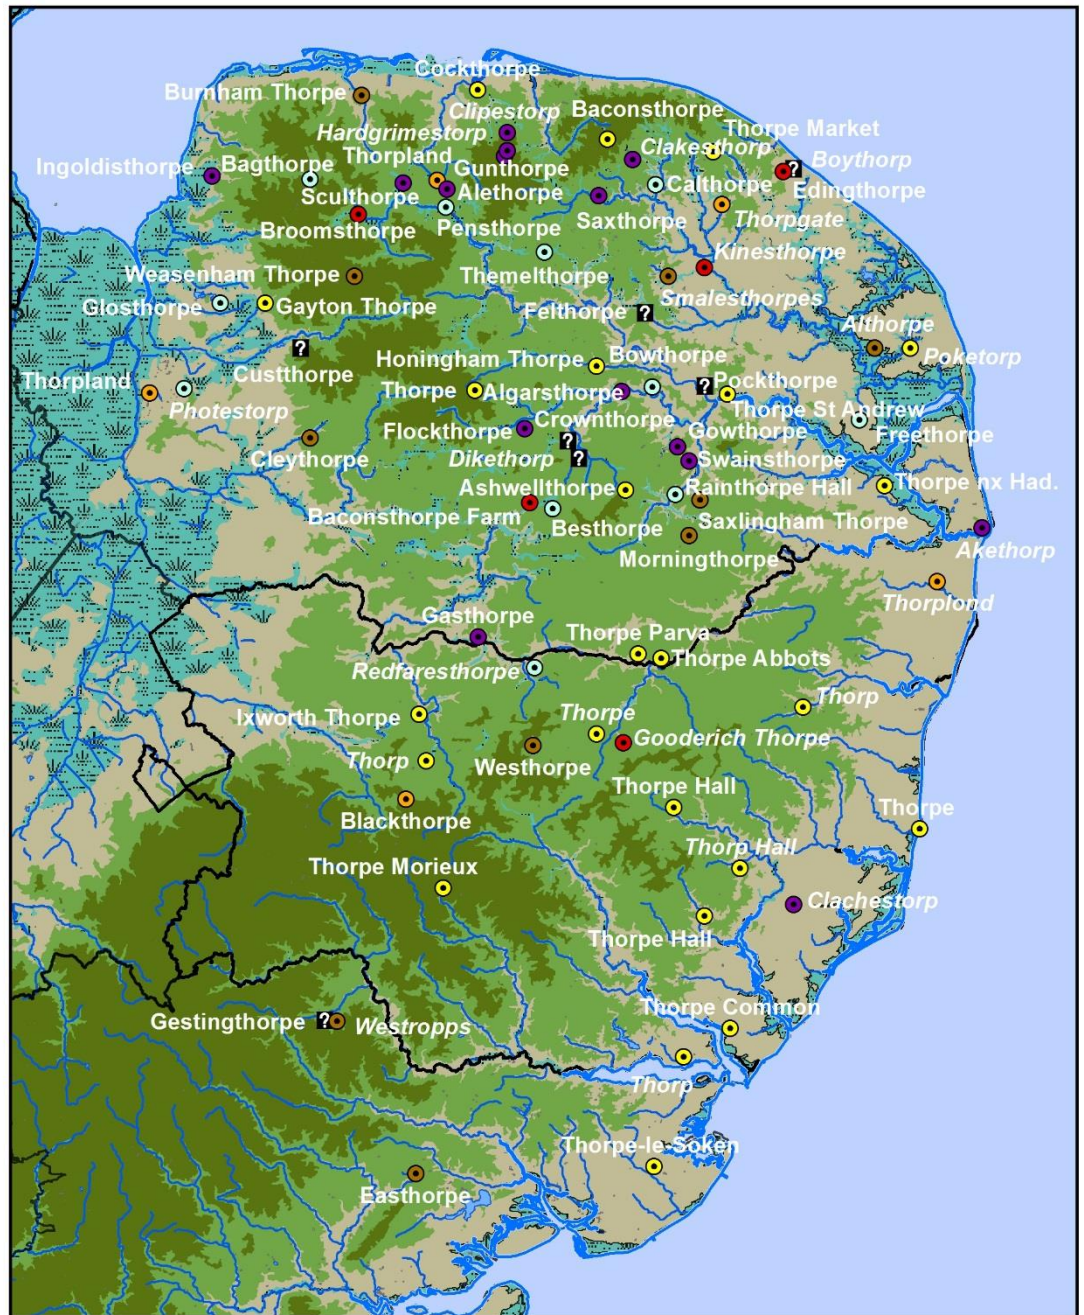 Cockthorpe
Burnham Thorpe
Clipestorp
Baconsthorpe
Hardgrimestorp
Thorpe Market
Ingoldisthorpe
Bagthorpe
Thorpland
Gunthorpe
Clakesthorp
Boythorp
?
Sculthorpe
Alethorpe
Calthorpe
Edingthorpe
Broomsthorpe
Pensthorpe
Saxthorpe
Thorpgate
Kinesthorpe
Weasenham Thorpe
Themelthorpe
Smalesthorpes
Glosthorpe
Gayton Thorpe
Felthorpe
?
Althorpe
?
Custthorpe
Honingham Thorpe
Bowthorpe
Poketorp
Thorpland
Photestorp
Thorpe
Algarsthorpe
?
Pockthorpe
Crownthorpe
Thorpe St Andrew
Flockthorpe
?
Gowthorpe
Freethorpe
Cleythorpe
Dikethorp
?
Swainsthorpe
Ashwellthorpe
Rainthorpe Hall
Thorpe nx Had.
Baconsthorpe Farm
Besthorpe
Saxlingham Thorpe
Morningthorpe
Akethorp
Thorplond
Gasthorpe
Thorpe Parva
Redfaresthorpe
Thorpe Abbots
Ixworth Thorpe
Thorpe
Thorp
Thorp
Westhorpe
Gooderich Thorpe
Blackthorpe
Thorpe Hall
Thorpe
Thorpe Morieux
Thorp Hall
Clachestorp
Thorpe Hall
Gestingthorpe
?
Westropps
Thorpe Common
Thorp
Thorpe-le-Soken
Easthorpe